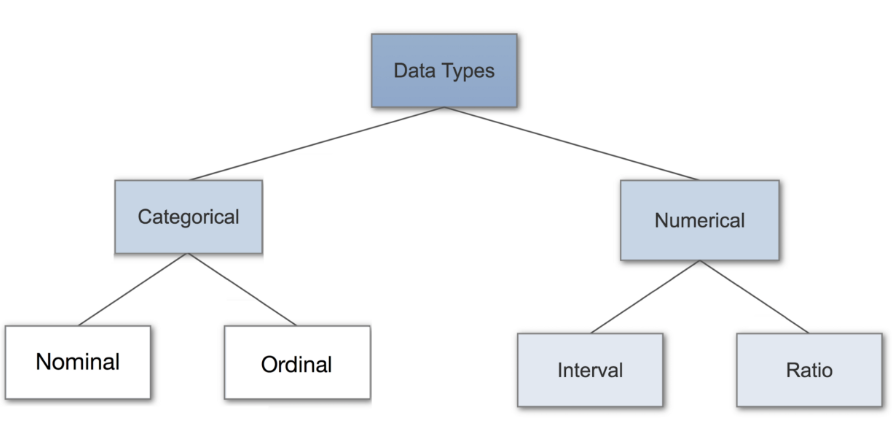 Data Types
Categorical
Numerical
Nominal
Ordinal
Interval
Ratio